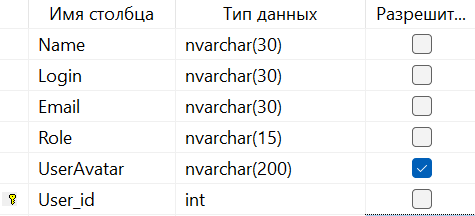 Имя столбца Тип данных Разрешит...
Name nvarchar(30)
Login nvarchar(30)
Email nvarchar(30)
Role nvarchar(15)
UserAvatar nvarchar(200)
User_id int